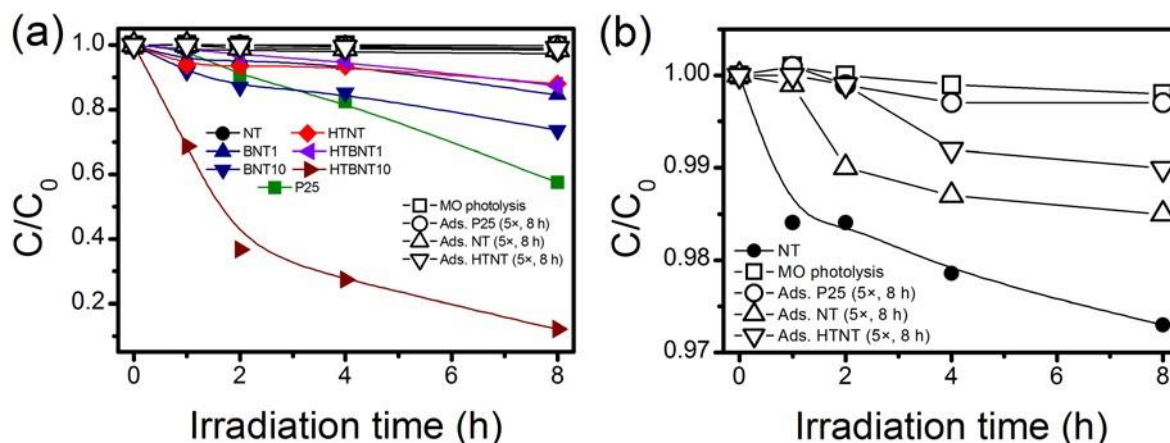 (a)
C/C₀
1.0
0.8
0.6
0.4
0.2
NT HTNT
BNT1 HTBNT1
BNT10 HTBNT10
P25
MO photolysis
Ads. P25 (5×, 8 h)
Ads. NT (5×, 8 h)
Ads. HTNT (5×, 8 h)
0 2 4 6 8
Irradiation time (h)
(b)
C/C₀
1.00
0.99
0.98
0.97
NT
MO photolysis
Ads. P25 (5×, 8 h)
Ads. NT (5×, 8 h)
Ads. HTNT (5×, 8 h)
0 2 4 6 8
Irradiation time (h)